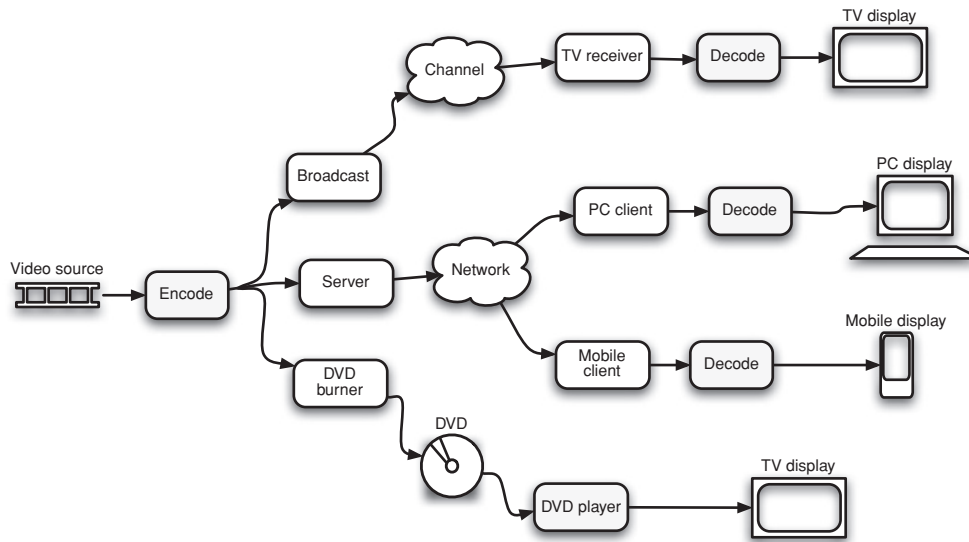 TV display
Channel
TV receiver
Decode
Broadcast
PC display
PC client
Decode
Video source
Encode
Server
Network
Mobile display
Mobile
client
Decode
DVD
burner
DVD
DVD player
TV display